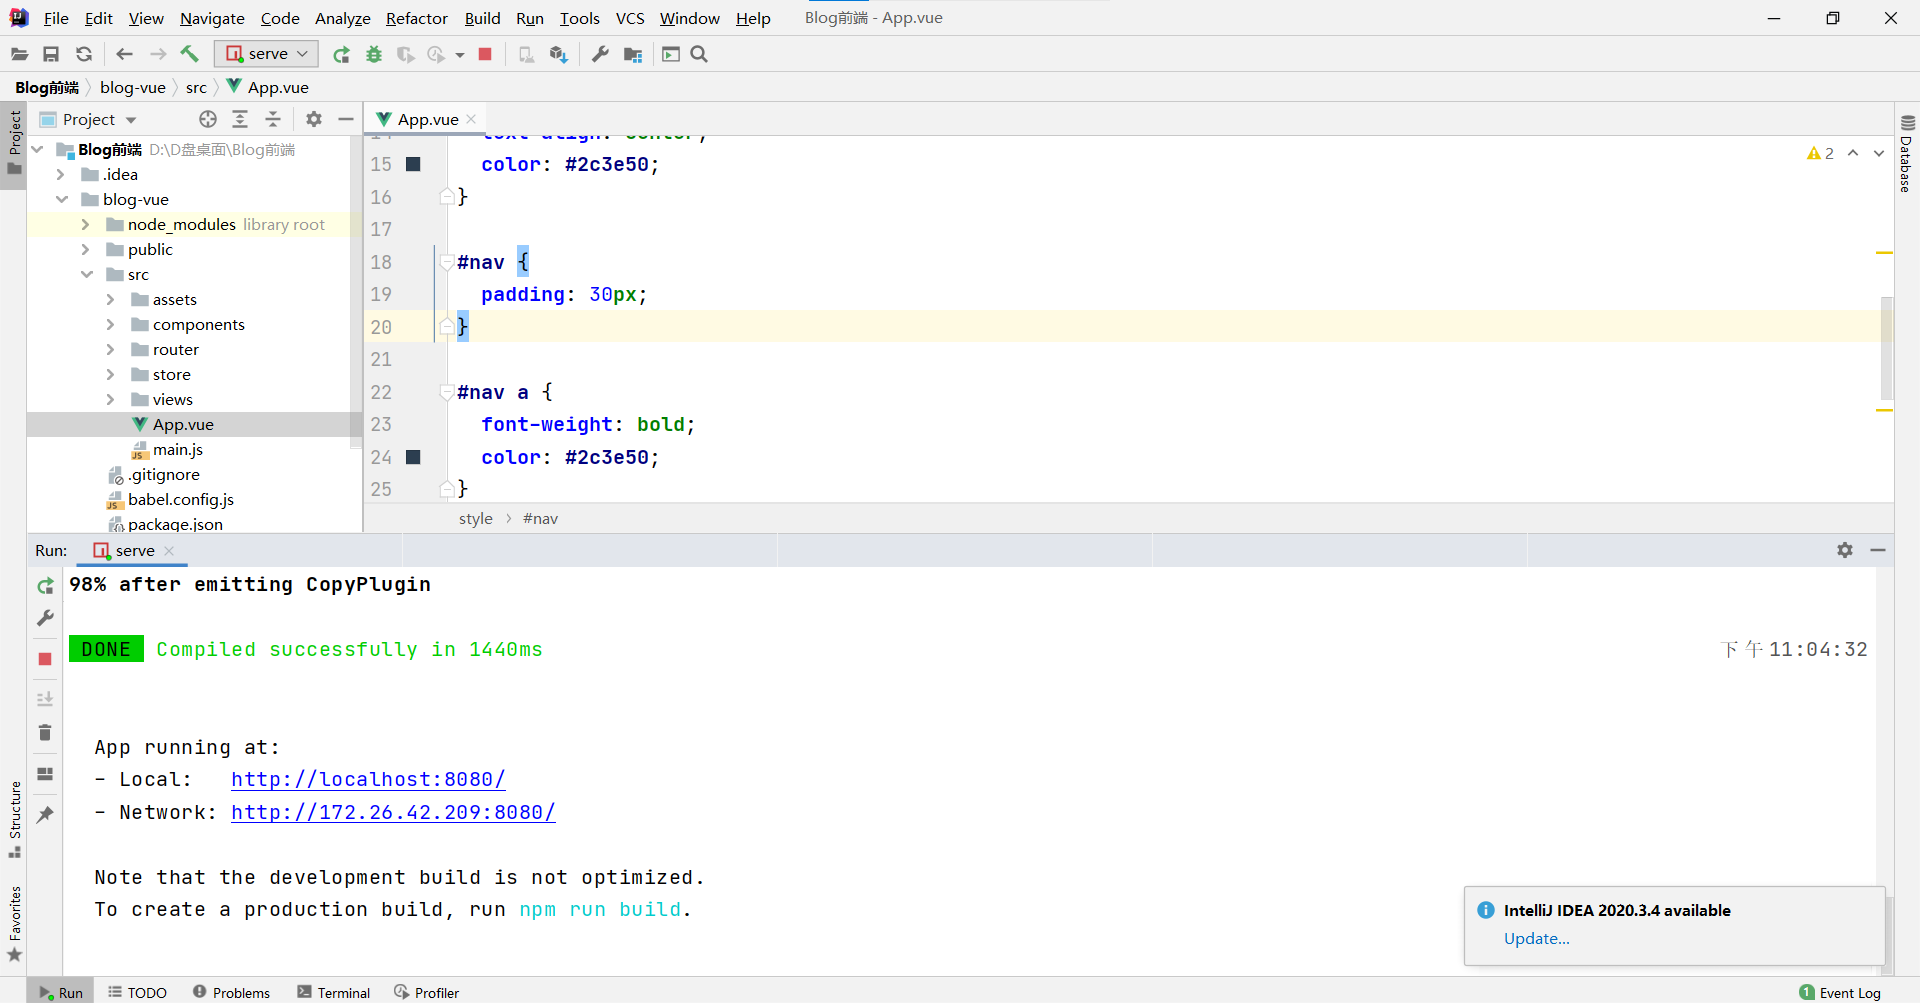 File Edit View Navigate Code Analyze Refactor Build Run Tools VCS Window Help Blog前端 - App.vue
serve
Blog前端 blog-vue src App.vue
Project
Project
App.vue
Database
Blog前端 D:\D盘桌面\Blog前端
.idea
blog-vue
node_modules library root
public
src
assets
components
router
store
views
App.vue
main.js
.gitignore
babel.config.js
package.json
14 text-align: center;
15 color: #2c3e50;
16 }
17
18 #nav {
19 padding: 30px;
20 }
21
22 #nav a {
23 font-weight: bold;
24 color: #2c3e50;
25 }
2
style › #nav
Run: serve
98% after emitting CopyPlugin
DONE Compiled successfully in 1440ms 下午11:04:32
App running at:
- Local: http://localhost:8080/
- Network: http://172.26.42.209:8080/
Note that the development build is not optimized.
To create a production build, run npm run build.
Structure
Favorites
IntelliJ IDEA 2020.3.4 available
Update...
Run TODO Problems Terminal Profiler 1 Event Log